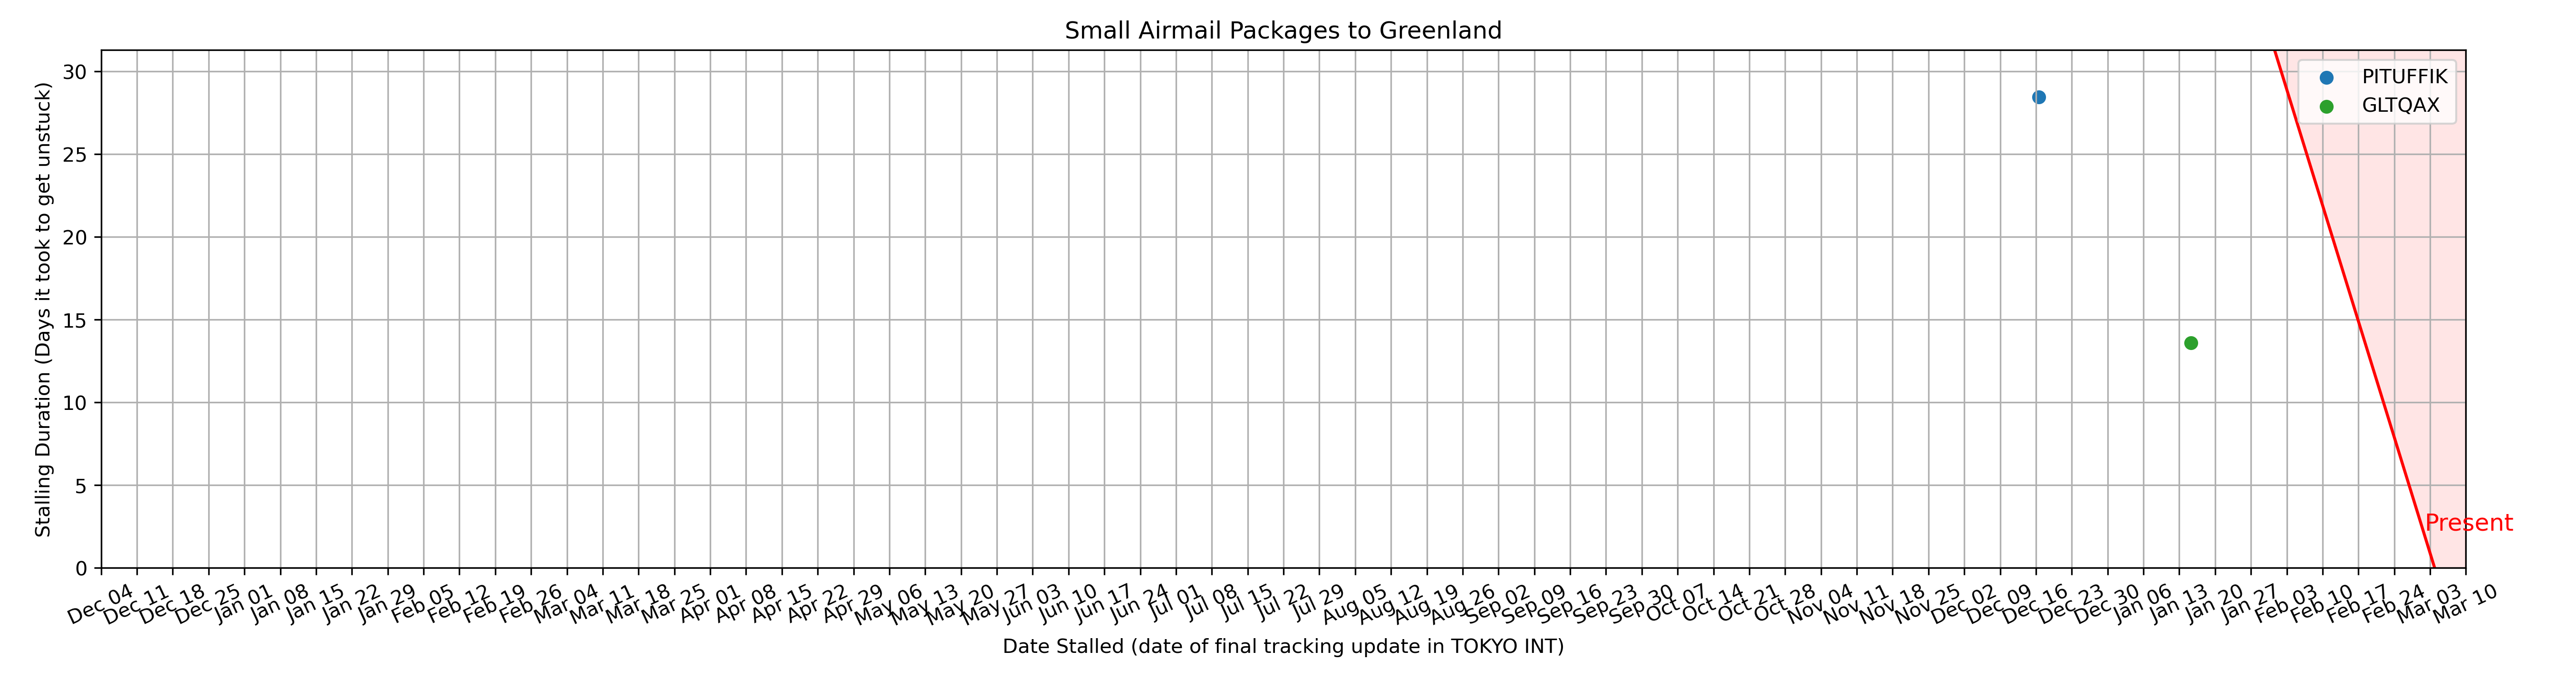 Small Airmail Packages to Greenland
Stalling Duration (Days it took to get unstuck)
30
25
20
15
10
5
0
PITUFFIK
GLTQAX
Present
Dec 04
Dec 11
Dec 18
Dec 25
Jan 01
Jan 08
Jan 15
Jan 22
Jan 29
Feb 05
Feb 12
Feb 19
Feb 26
Mar 04
Mar 11
Mar 18
Mar 25
Apr 01
Apr 08
Apr 15
Apr 22
Apr 29
May 06
May 13
May 20
May 27
Jun 03
Jun 10
Jun 17
Jun 24
Jul 01
Jul 08
Jul 15
Jul 22
Jul 29
Aug 05
Aug 12
Aug 19
Aug 26
Sep 02
Sep 09
Sep 16
Sep 23
Sep 30
Oct 07
Oct 14
Oct 21
Oct 28
Nov 04
Nov 11
Nov 18
Nov 25
Dec 02
Dec 09
Dec 16
Dec 23
Dec 30
Jan 06
Jan 13
Jan 20
Jan 27
Feb 03
Feb 10
Feb 17
Feb 24
Mar 03
Mar 10
Date Stalled (date of final tracking update in TOKYO INT)